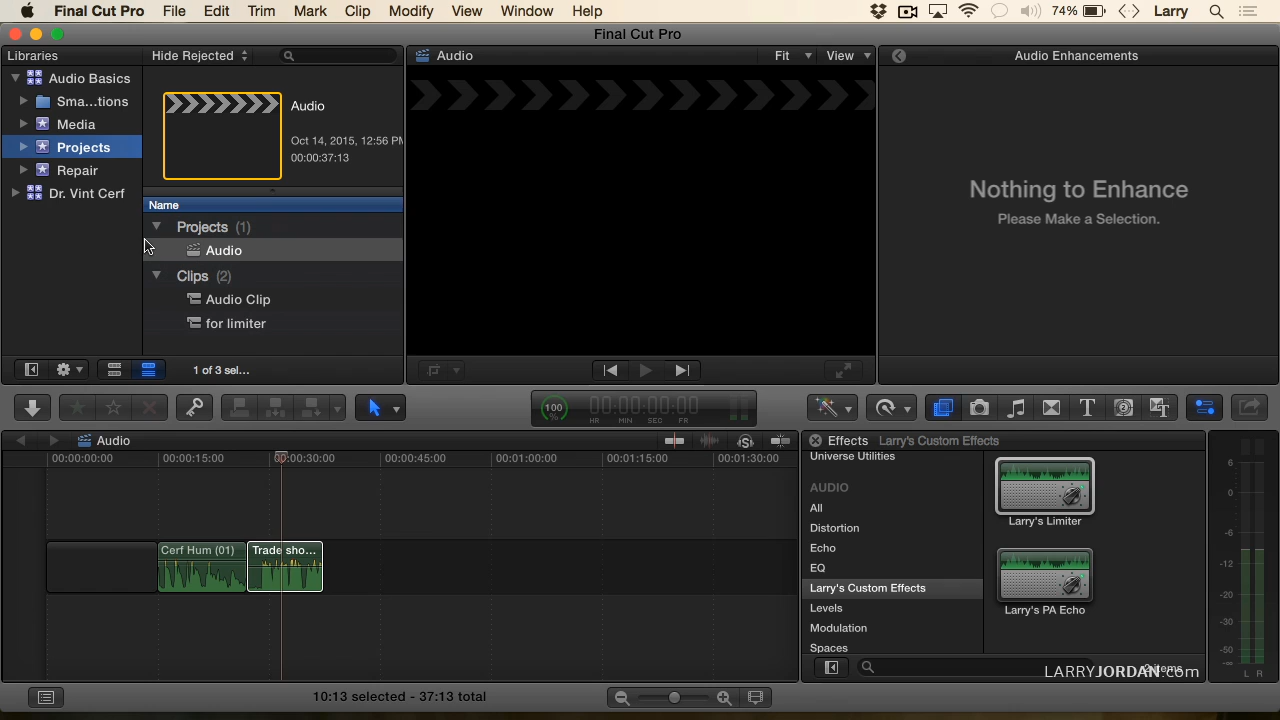 Final Cut Pro File Edit Trim Mark Clip Modify View Window Help 74% Larry
Final Cut Pro
Libraries
Hide Rejected
Audio
Fit
View
Audio Enhancements
Audio Basics
Sma...tions
Media
Projects
Repair
Dr. Vint Cerf
Audio
Oct 14, 2015, 12:56 PM
00:00:37:13
Name
Projects (1)
Audio
Clips (2)
Audio Clip
for limiter
Nothing to Enhance
Please Make a Selection.
1 of 3 sel...
100
%
00:00:00:00
HR MIN SEC FR
T
Audio
00:00:00:00 00:00:15:00 00:00:30:00 00:00:45:00 00:01:00:00 00:01:15:00 00:01:30:00
Cerf Hum (01)
Trade sho...
Effects Larry's Custom Effects
Universe Utilities
AUDIO
All
Distortion
Echo
EQ
Larry's Custom Effects
Levels
Modulation
Spaces
Larry's Limiter
Larry's PA Echo
2 items
LARRYJORDAN.com
6
0
-6
-12
-20
-30
-50
-∞
L R
10:13 selected - 37:13 total